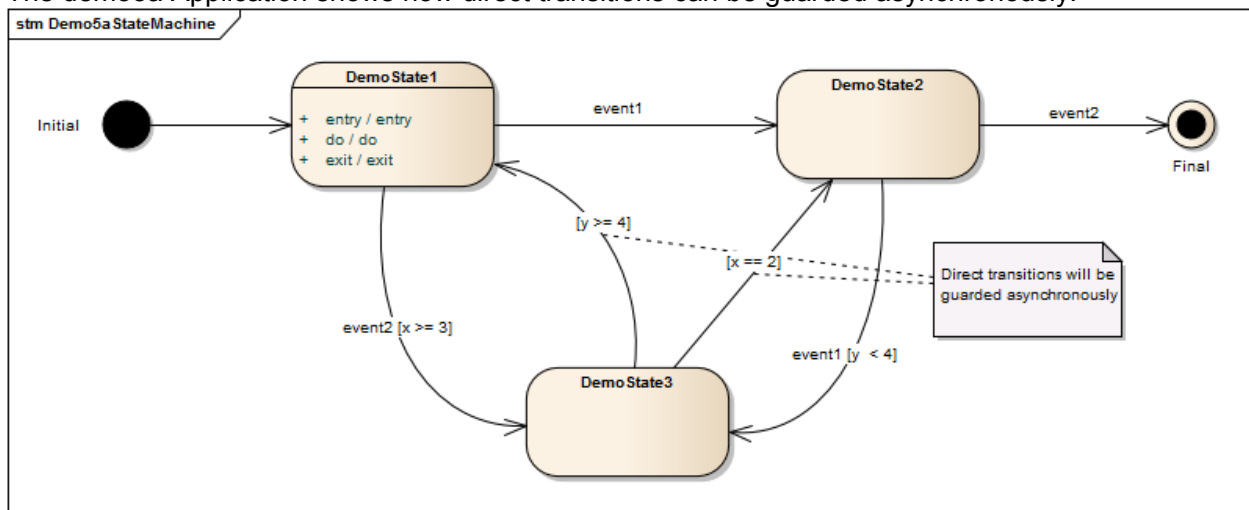 The demo5a Application shows how direct transitions can be guarded asynchronously.
stm Demo5aStateMachine
DemoState1
+ entry / entry
+ do / do
+ exit / exit
DemoState2
Initial
event1
event2
Final
[y >= 4]
[x == 2]
Direct transitions will be
guarded asynchronously
event2 [x >= 3]
event1 [y < 4]
DemoState3